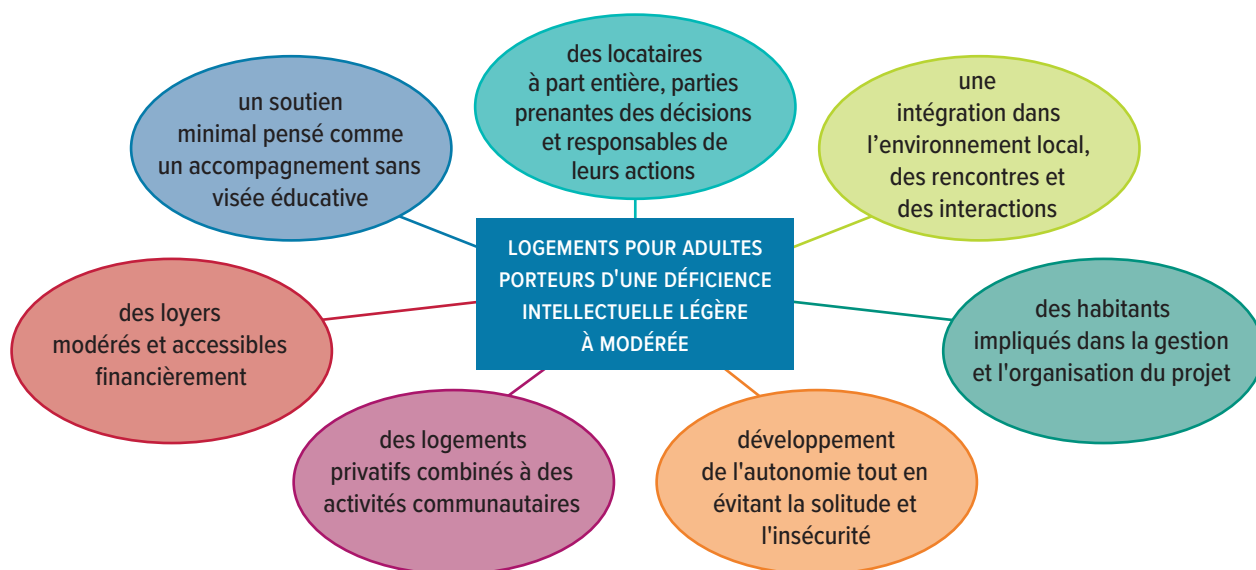 des locataires
à part entière, parties
prenantes des décisions
et responsables de
leurs actions
un soutien
minimal pensé comme
un accompagnement sans
visée éducative
une
intégration dans
l’environnement local,
des rencontres et
des interactions
LOGEMENTS POUR ADULTES
PORTEURS D'UNE DÉFICIENCE
INTELLECTUELLE LÉGÈRE
À MODÉRÉE
des loyers
modérés et accessibles
financièrement
des habitants
impliqués dans la gestion
et l'organisation du projet
des logements
privatifs combinés à des
activités communautaires
développement
de l'autonomie tout en
évitant la solitude et
l'insécurité